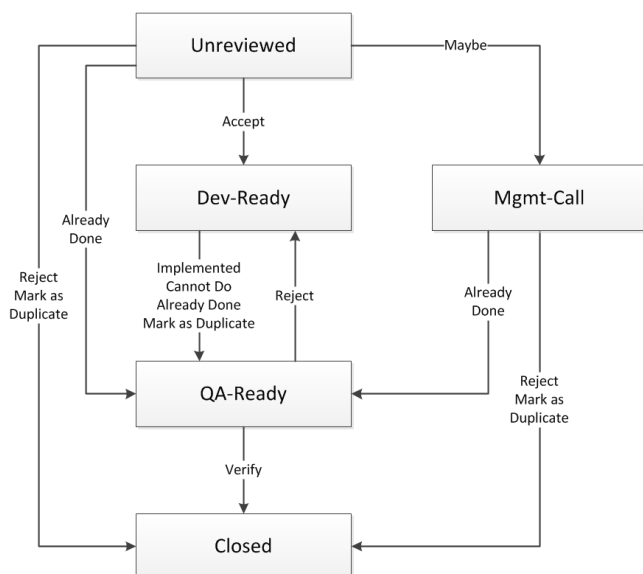 Unreviewed
Maybe
Accept
Dev-Ready
Mgmt-Call
Already
Done
Reject
Mark as
Duplicate
Implemented
Cannot Do
Already Done
Mark as Duplicate
Reject
Already
Done
QA-Ready
Reject
Mark as
Duplicate
Verify
Closed